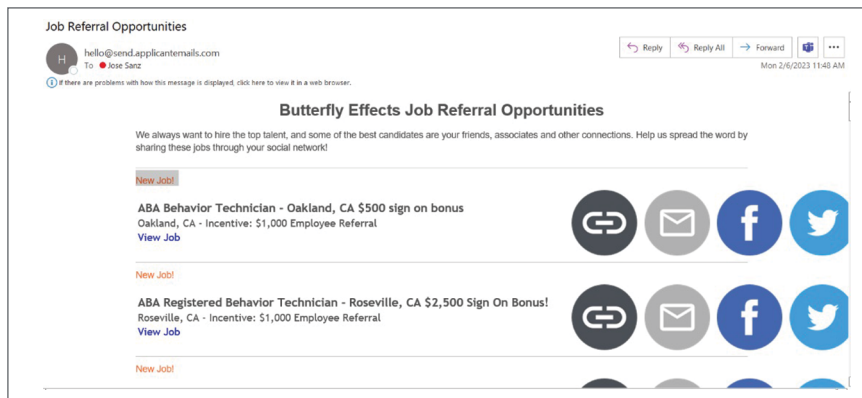 Job Referral Opportunities
H
hello@send.applicantemails.com
To Jose Sanz
Reply
Reply All
Forward
Mon 2/6/2023 11:48 AM
If there are problems with how this message is displayed, click here to view it in a web browser.
Butterfly Effects Job Referral Opportunities
We always want to hire the top talent, and some of the best candidates are your friends, associates and other connections. Help us spread the word by
sharing these jobs through your social network!
New Job!
ABA Behavior Technician - Oakland, CA $500 sign on bonus
Oakland, CA - Incentive: $1,000 Employee Referral
View Job
New Job!
ABA Registered Behavior Technician - Roseville, CA $2,500 Sign On Bonus!
Roseville, CA - Incentive: $1,000 Employee Referral
View Job
New Job!